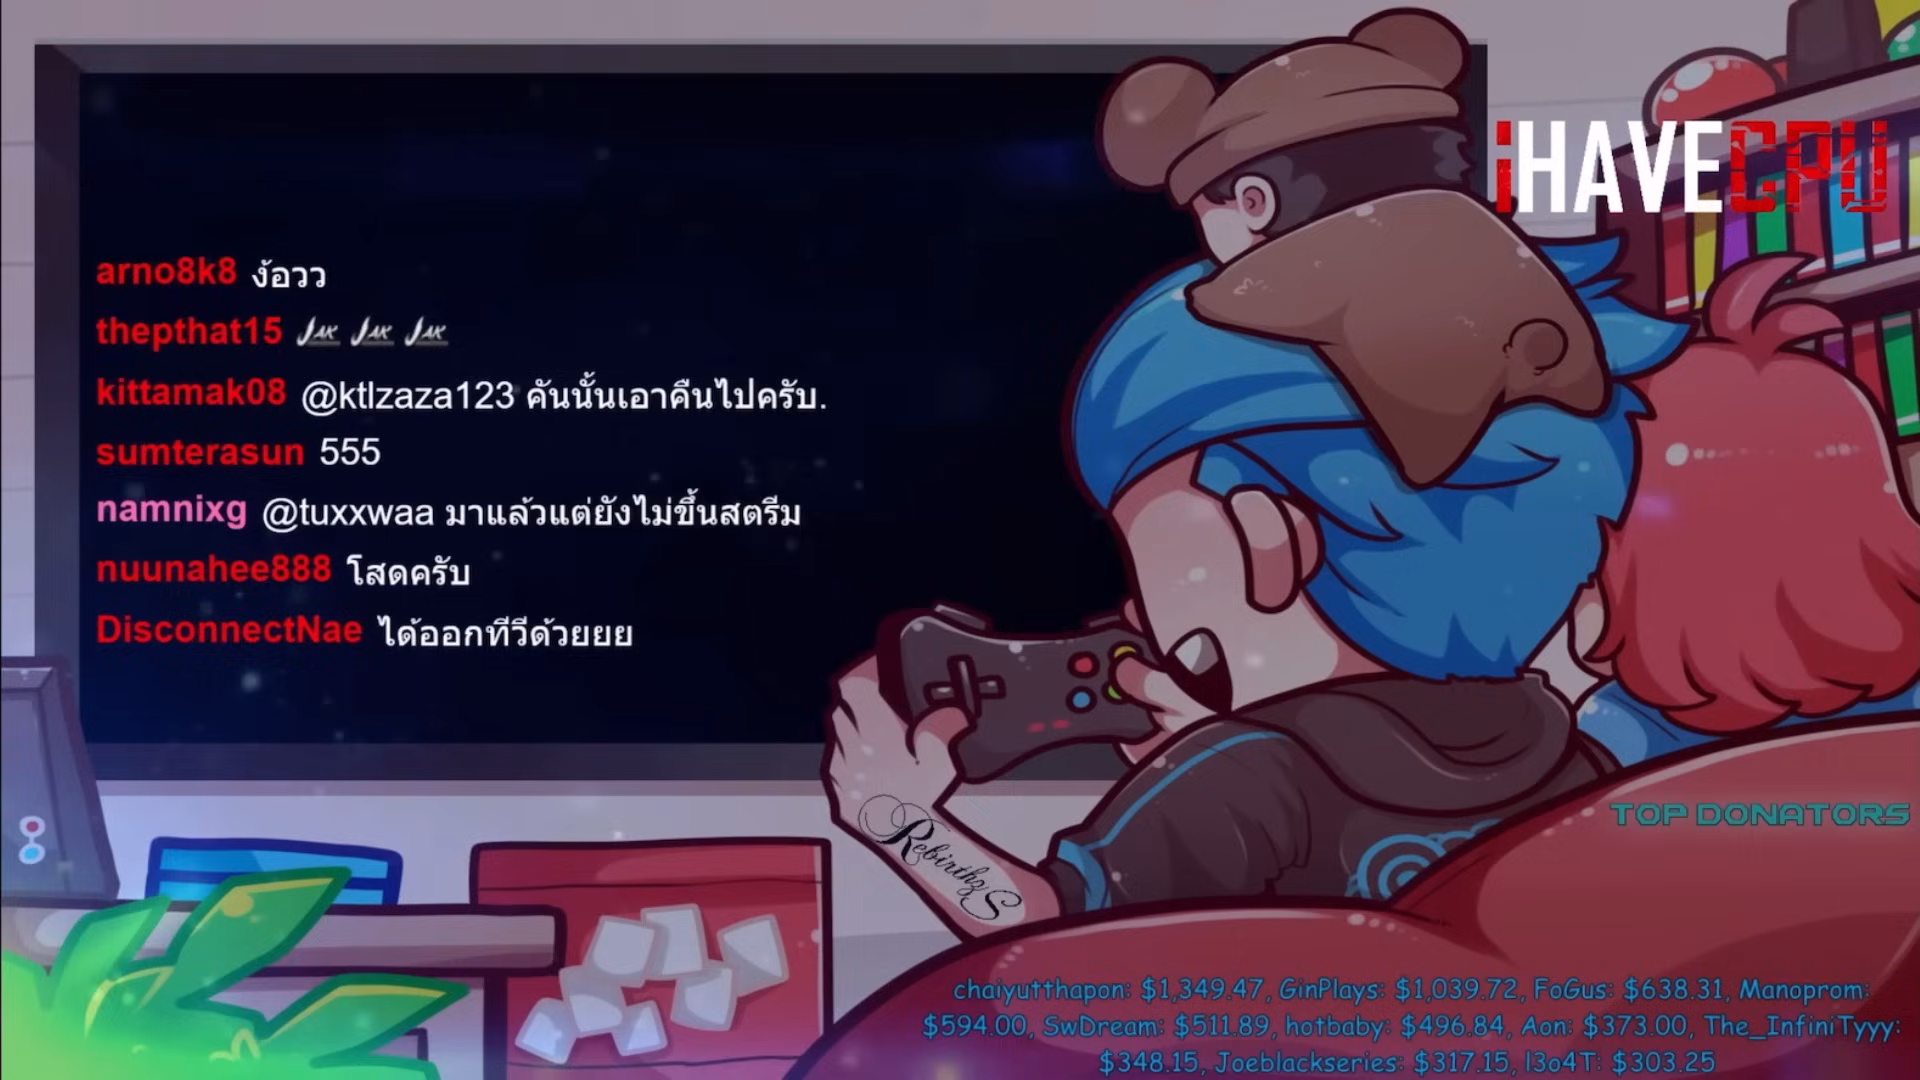 iHAVECPU
arno8k8 ง้อวว
thepthat15 JAK JAK JAK
kittamak08 @ktlzaza123 คันนั้นเอาคืนไปครับ.
sumterasun 555
namnixg @tuxxwaa มาแล้วแต่ยังไม่ขึ้นสตรีม
nuunahee888 โสดครับ
DisconnectNae ได้ออกทีวีด้วยยย
RebirthzS
TOP DONATORS
chaiyutthapon: $1,349.47, GinPlays: $1,039.72, FoGus: $638.31, Manoprom:
$594.00, SwDream: $511.89, hotbaby: $496.84, Aon: $373.00, The_InfiniTyyy:
$348.15, Joeblackseries: $317.15, l3o4T: $303.25